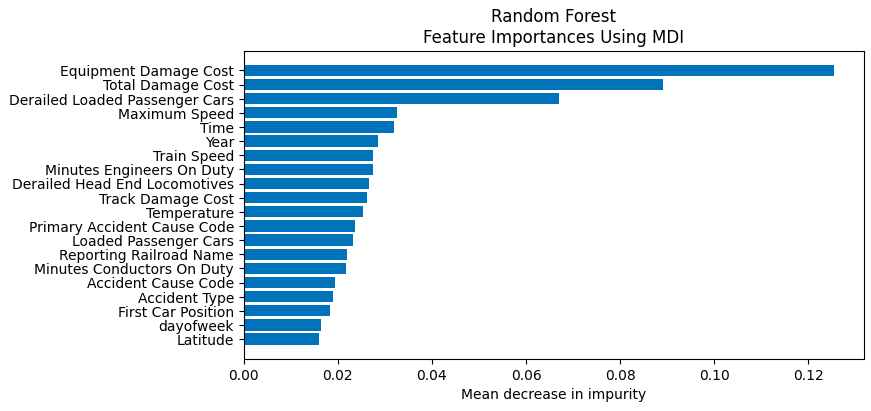 Random Forest
Feature Importances Using MDI
Equipment Damage Cost
Total Damage Cost
Derailed Loaded Passenger Cars
Maximum Speed
Time
Year
Train Speed
Minutes Engineers On Duty
Derailed Head End Locomotives
Track Damage Cost
Temperature
Primary Accident Cause Code
Loaded Passenger Cars
Reporting Railroad Name
Minutes Conductors On Duty
Accident Cause Code
Accident Type
First Car Position
dayofweek
Latitude
0.00 0.02 0.04 0.06 0.08 0.10 0.12
Mean decrease in impurity